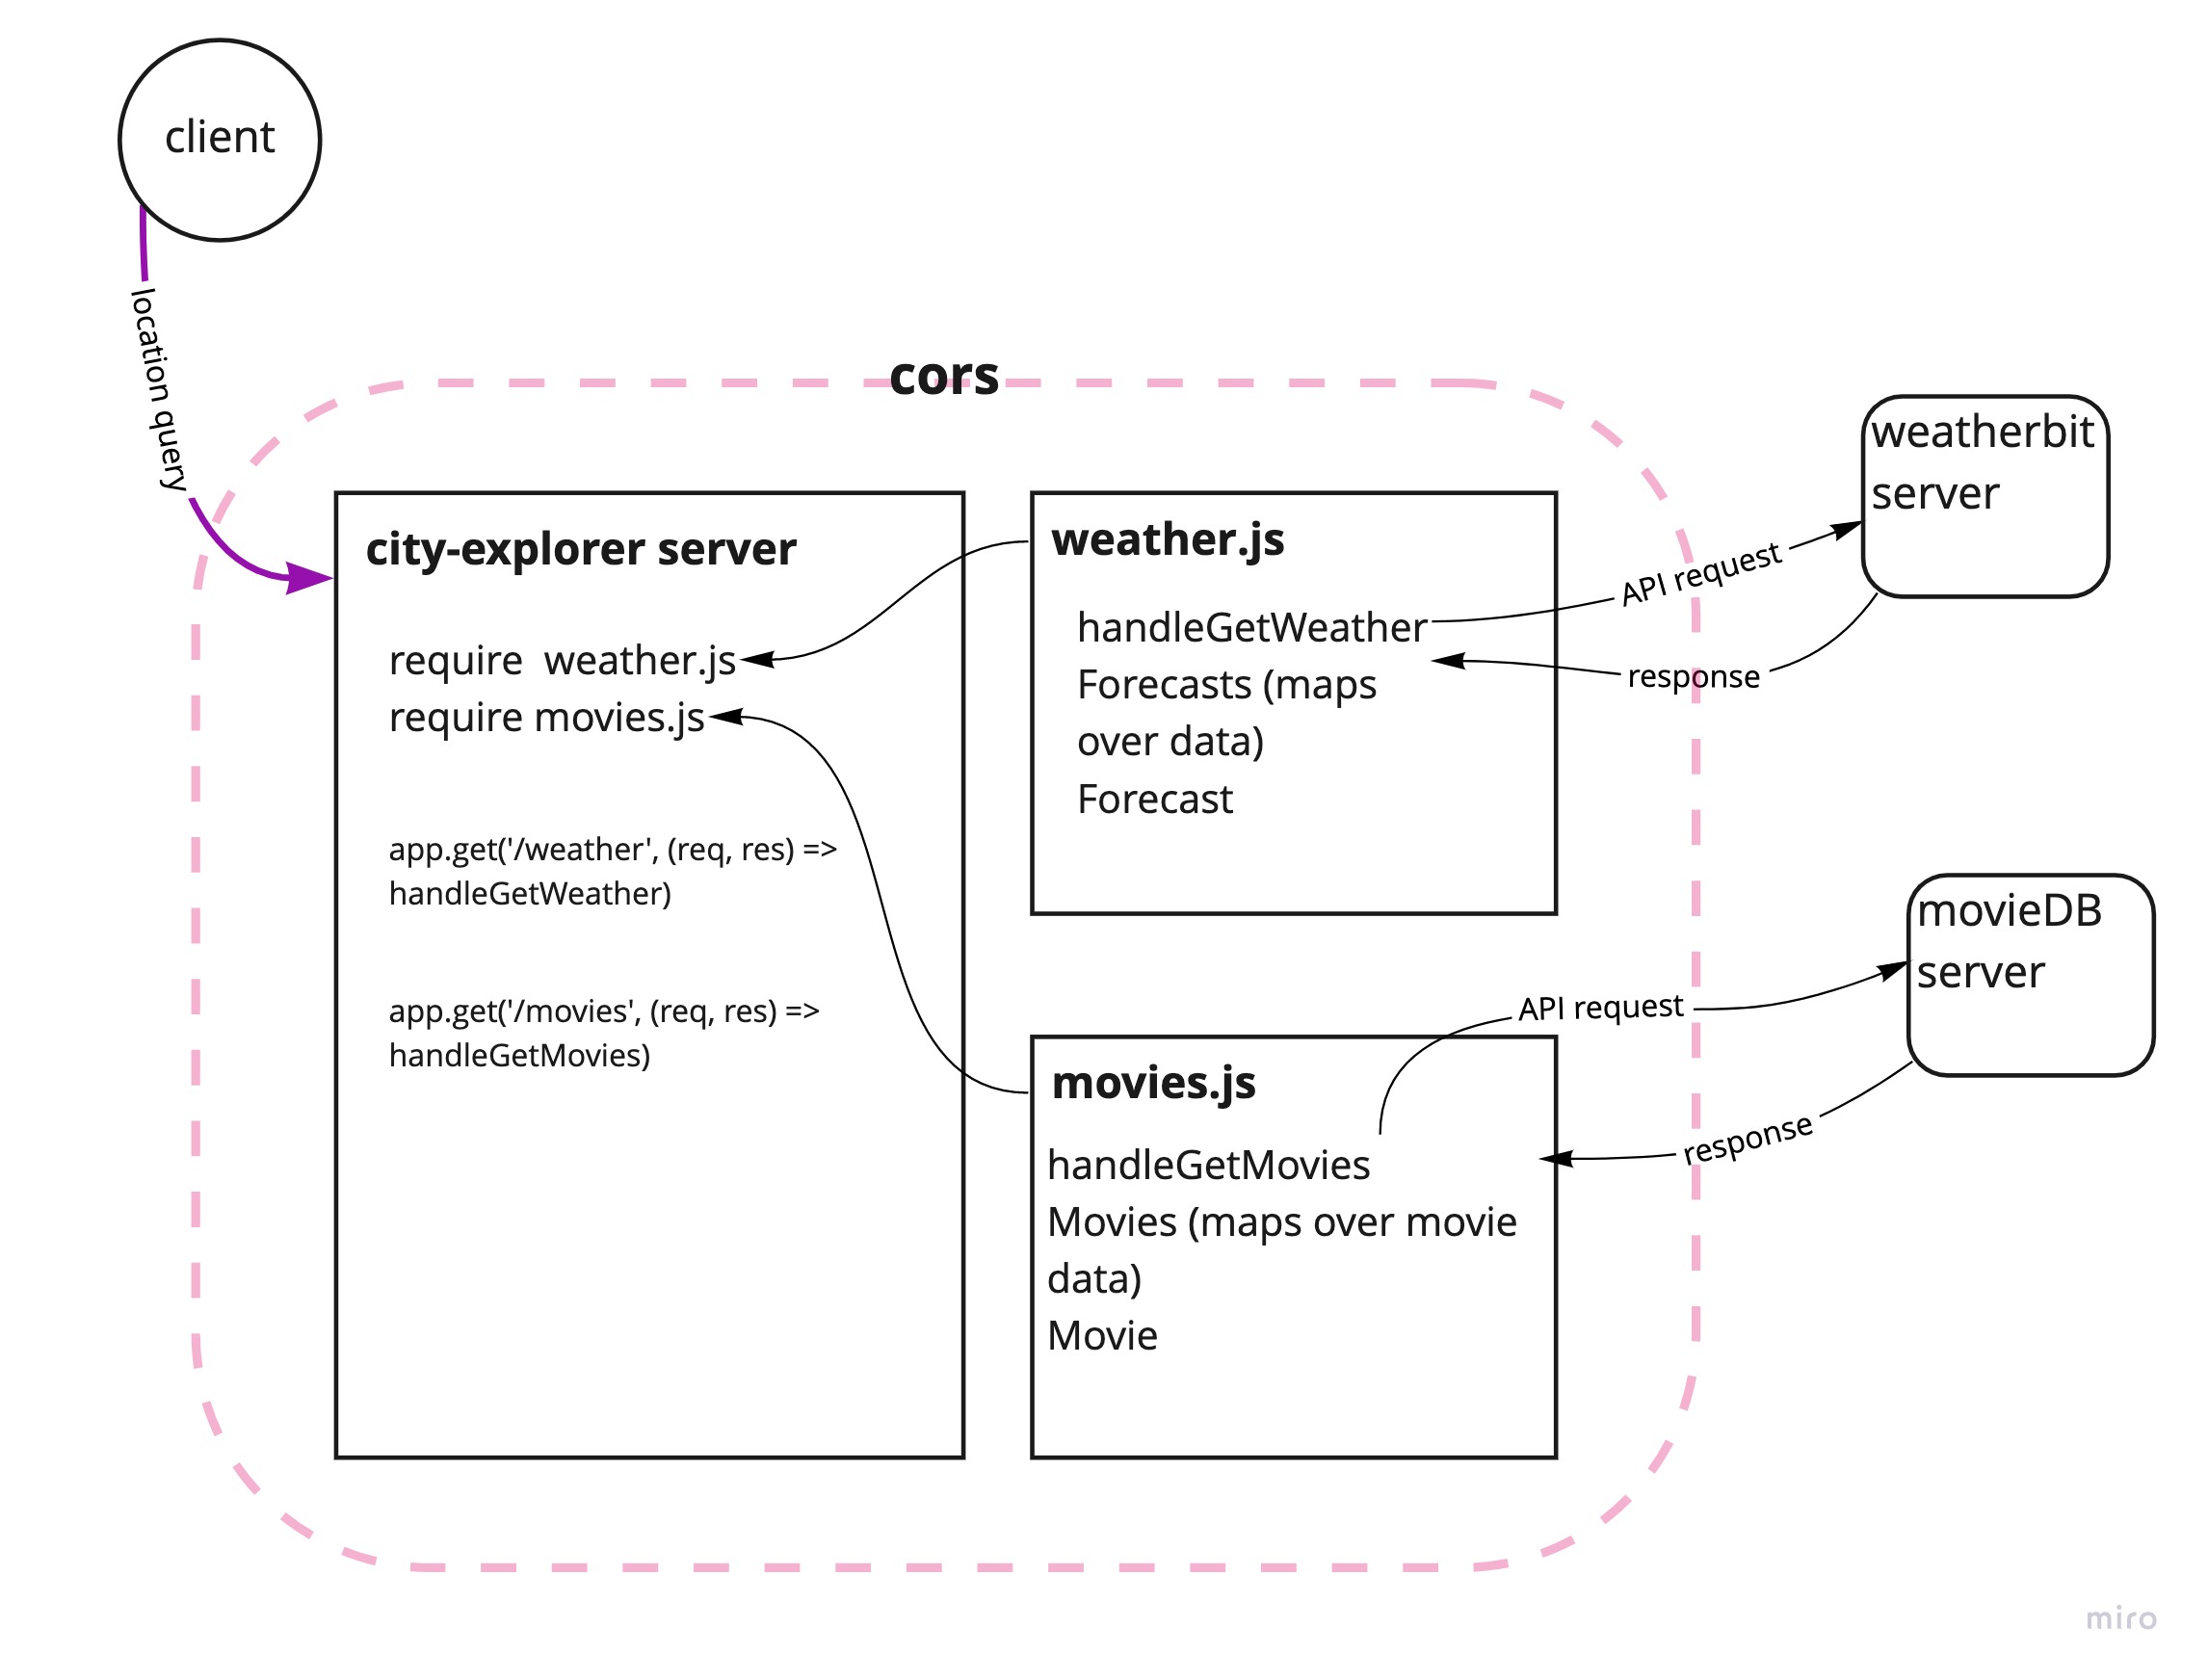 client
location query
cors
city-explorer server
require  weather.js
require movies.js
app.get('/weather', (req, res) =>
handleGetWeather)
app.get('/movies', (req, res) =>
handleGetMovies)
weather.js
handleGetWeather
Forecasts (maps
over data)
Forecast
API request
response
weatherbit
server
movies.js
handleGetMovies
Movies (maps over movie
data)
Movie
API request
response
movieDB
server
miro